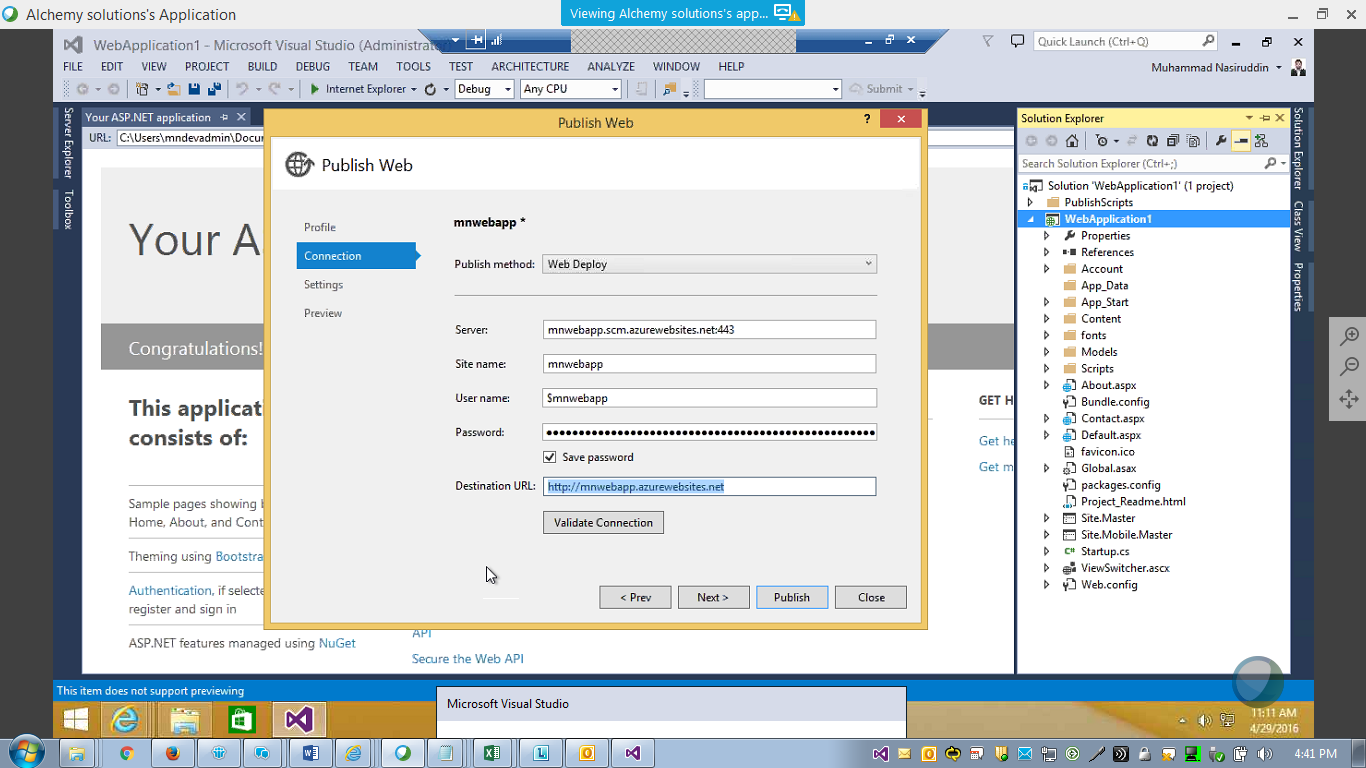 Alchemy solutions's Application
Viewing Alchemy solutions's app...
WebApplication1 - Microsoft Visual Studio (Administrat
Quick Launch (Ctrl+Q)
FILE EDIT VIEW PROJECT BUILD DEBUG TEAM TOOLS TEST ARCHITECTURE ANALYZE WINDOW HELP
Muhammad Nasiruddin
Internet Explorer Debug Any CPU Submit
Server Explorer
Toolbox
Your ASP.NET application
URL: C:\Users\mndevadmin\Docu
Your A
Congratulations!
This applicati
consists of:
Sample pages showing b
Home, About, and Cont
Theming using Bootstra
Authentication, if selecte
register and sign in
ASP.NET features managed using NuGet
API
Secure the Web API
GET H
Get he
Get m
Publish Web
?
Publish Web
Profile
Connection
Settings
Preview
mnwebapp *
Publish method: Web Deploy
Server: mnwebapp.scm.azurewebsites.net:443
Site name: mnwebapp
User name: $mnwebapp
Password:
Save password
Destination URL: http://mnwebapp.azurewebsites.net
Validate Connection
< Prev Next > Publish Close
Solution Explorer
Search Solution Explorer (Ctrl+;)
Solution 'WebApplication1' (1 project)
PublishScripts
WebApplication1
Properties
References
Account
App_Data
App_Start
Content
fonts
Models
Scripts
About.aspx
Bundle.config
Contact.aspx
Default.aspx
favicon.ico
Global.asax
packages.config
Project_Readme.html
Site.Master
Site.Mobile.Master
C# Startup.cs
ViewSwitcher.ascx
Web.config
Solution Explorer
Class View
Properties
This item does not support previewing
Microsoft Visual Studio
11:11 AM
4/29/2016
4:41 PM